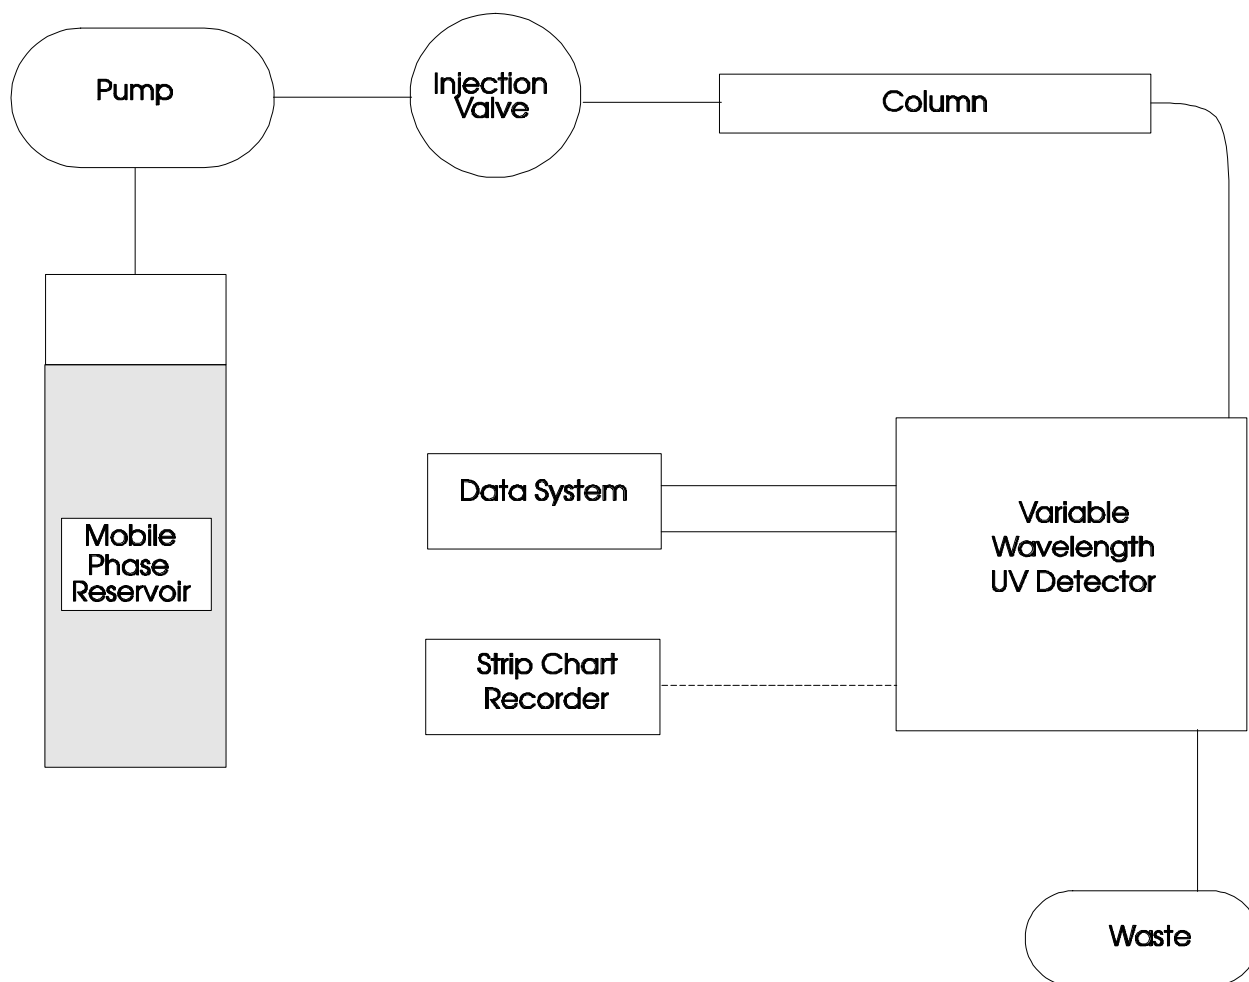 Pump
Injection
Valve
Column
Data System
Variable
Wavelength
UV Detector
Mobile
Phase
Reservoir
Strip Chart
Recorder
Waste